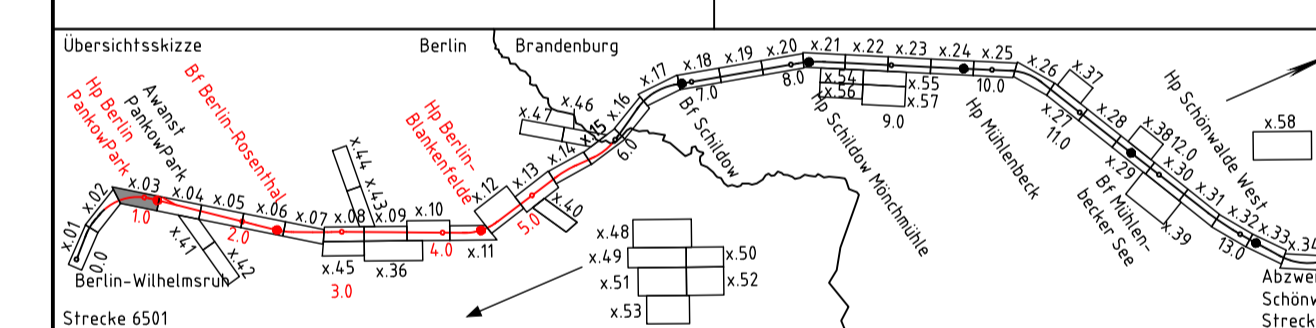 Übersichtsskizze
Berlin
Brandenburg
Hp Berlin
PankowPark
Awanst
PankowPark
Bf Berlin-Rosenthal
Hp Berlin-
Blankenfelde
Bf Schildow
Hp Schildow Mönchmühle
Hp Mühlenbeck
Bf Mühlen-
becker See
Hp Schönwalde West
x.01
x.02
x.03
x.04
x.05
x.06
x.07
x.08
x.09
x.10
x.11
x.12
x.13
x.14
x.15
x.16
x.17
x.18
x.19
x.20
x.21
x.22
x.23
x.24
x.25
x.26
x.27
x.28
x.29
x.30
x.31
x.32
x.33
x.34
x.36
x.37
x.38
x.39
x.40
x.41
x.42
x.43
x.44
x.45
x.46
x.47
x.48
x.49
x.50
x.51
x.52
x.53
x.54
x.55
x.56
x.57
x.58
0.0
1.0
2.0
3.0
4.0
5.0
6.0
7.0
8.0
9.0
10.0
11.0
12.0
13.0
Berlin-Wilhelmsruh
Strecke 6501
Abzwe
Schönw
Streck